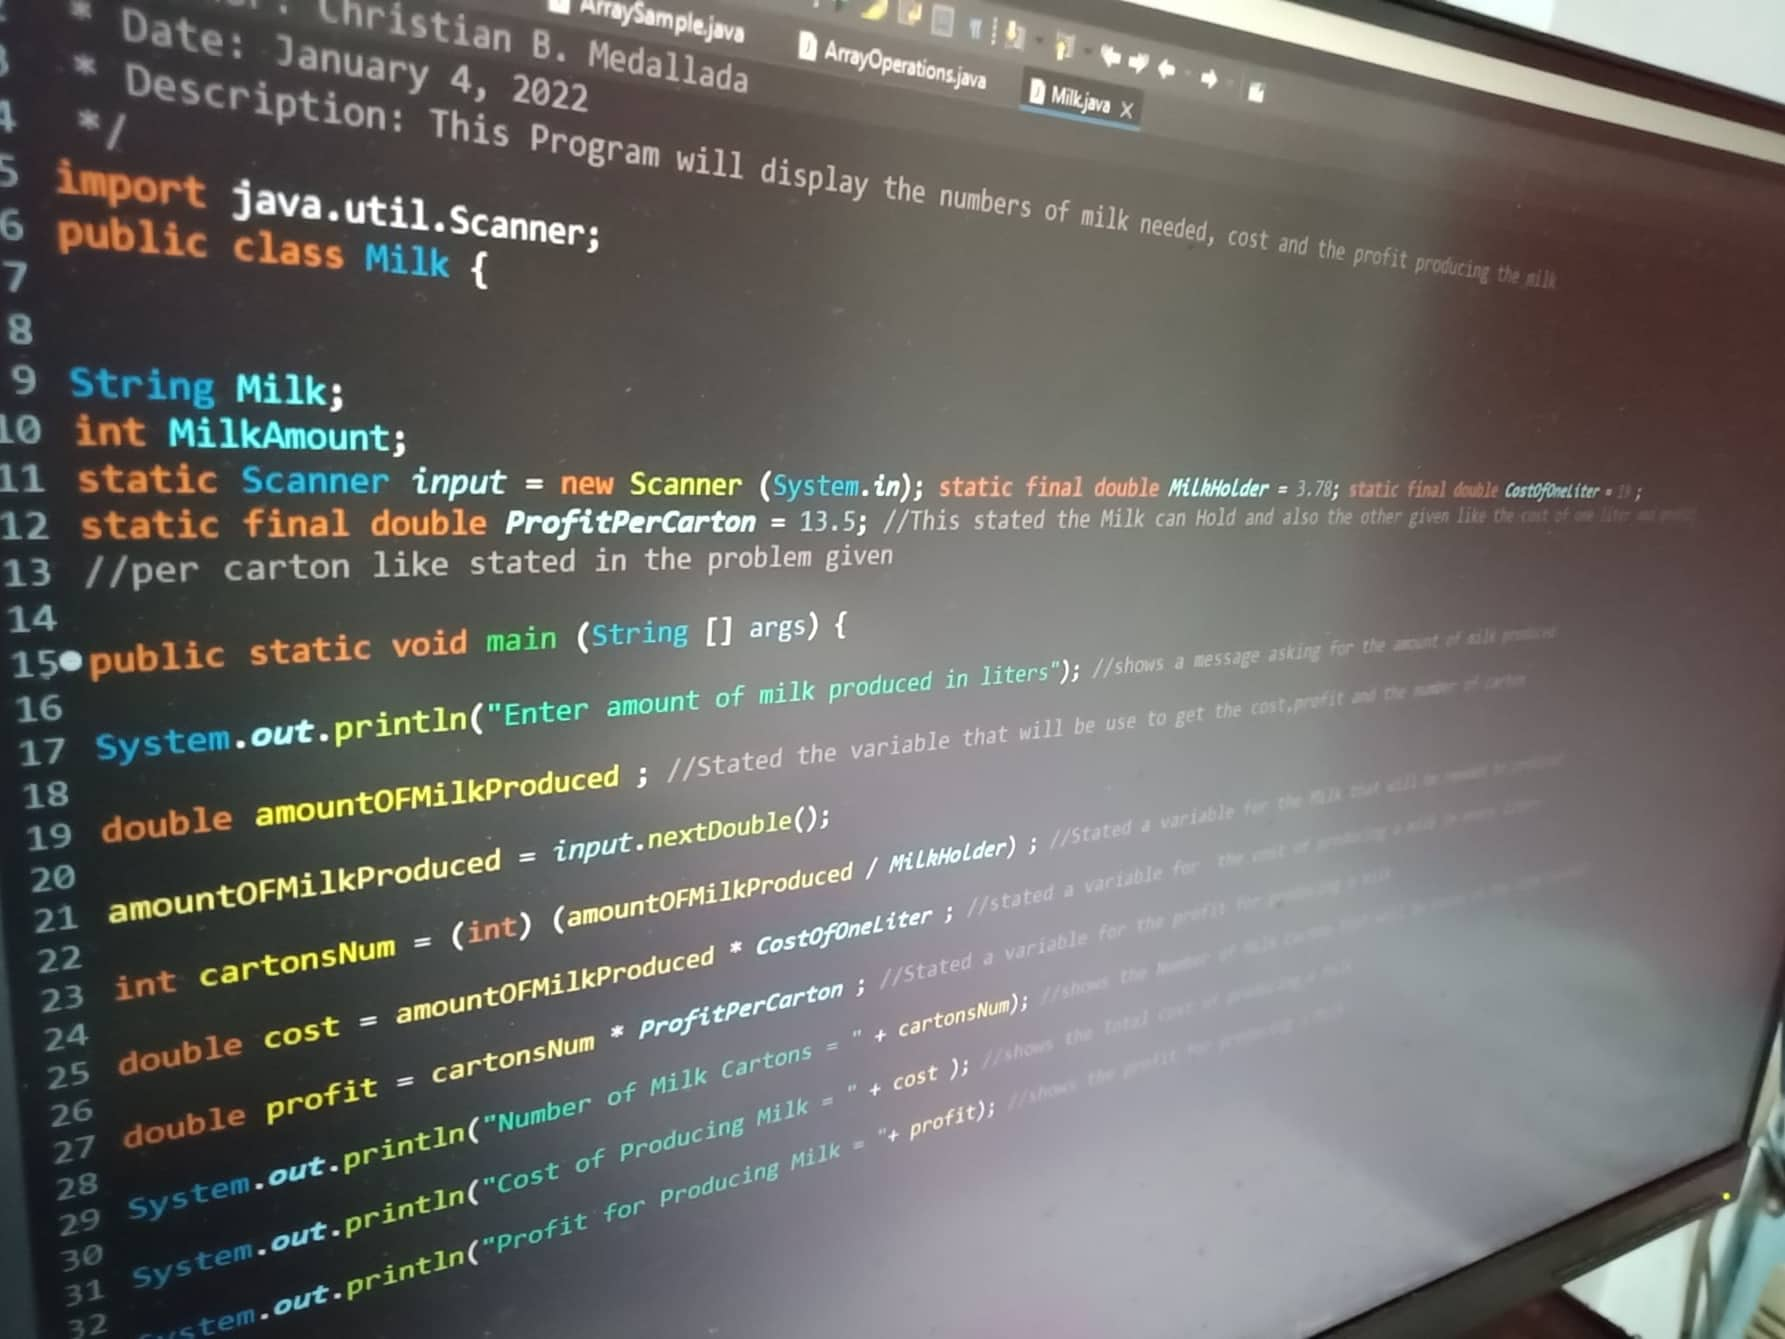 ArraySample.java
ArrayOperations.java
Milk.java X
Christian B. Medallada
* Date: January 4, 2022
3 * Description: This Program will display the numbers of milk needed, cost and the profit producing the milk
4 */
5 import java.util.Scanner;
6 public class Milk {
7
8
9 String Milk;
10 int MilkAmount;
11 static Scanner input = new Scanner (System.in); static final double MilkHolder = 3.78; static final double CostOfOneLiter = ;
12 static final double ProfitPerCarton = 13.5; //This stated the Milk can Hold and also the other given like the cost of one liter and
13 //per carton like stated in the problem given
14
15 public static void main (String [] args) {
16
17 System.out.println("Enter amount of milk produced in liters"); //shows a message asking for the amount of milk produced
18
19 double amountOFMilkProduced ; //Stated the variable that will be use to get the cost,profit and the number of carton
20
21 amountOFMilkProduced = input.nextDouble();
22
23 int cartonsNum = (int) (amountOFMilkProduced / MilkHolder) ; //Stated a variable for the Milk that will be
24
25 double cost = amountOFMilkProduced * CostOfOneLiter ; //stated a variable for the cost of producing a milk
26
27 double profit = cartonsNum * ProfitPerCarton ; //Stated a variable for the profit for producing a milk
28
29 System.out.println("Number of Milk Cartons = " + cartonsNum); //shows the Number of Milk
30
31 System.out.println("Cost of Producing Milk = " + cost ); //shows the total cost of producing a milk
32
System.out.println("Profit for Producing Milk = "+ profit); //shows the profit for producing a milk